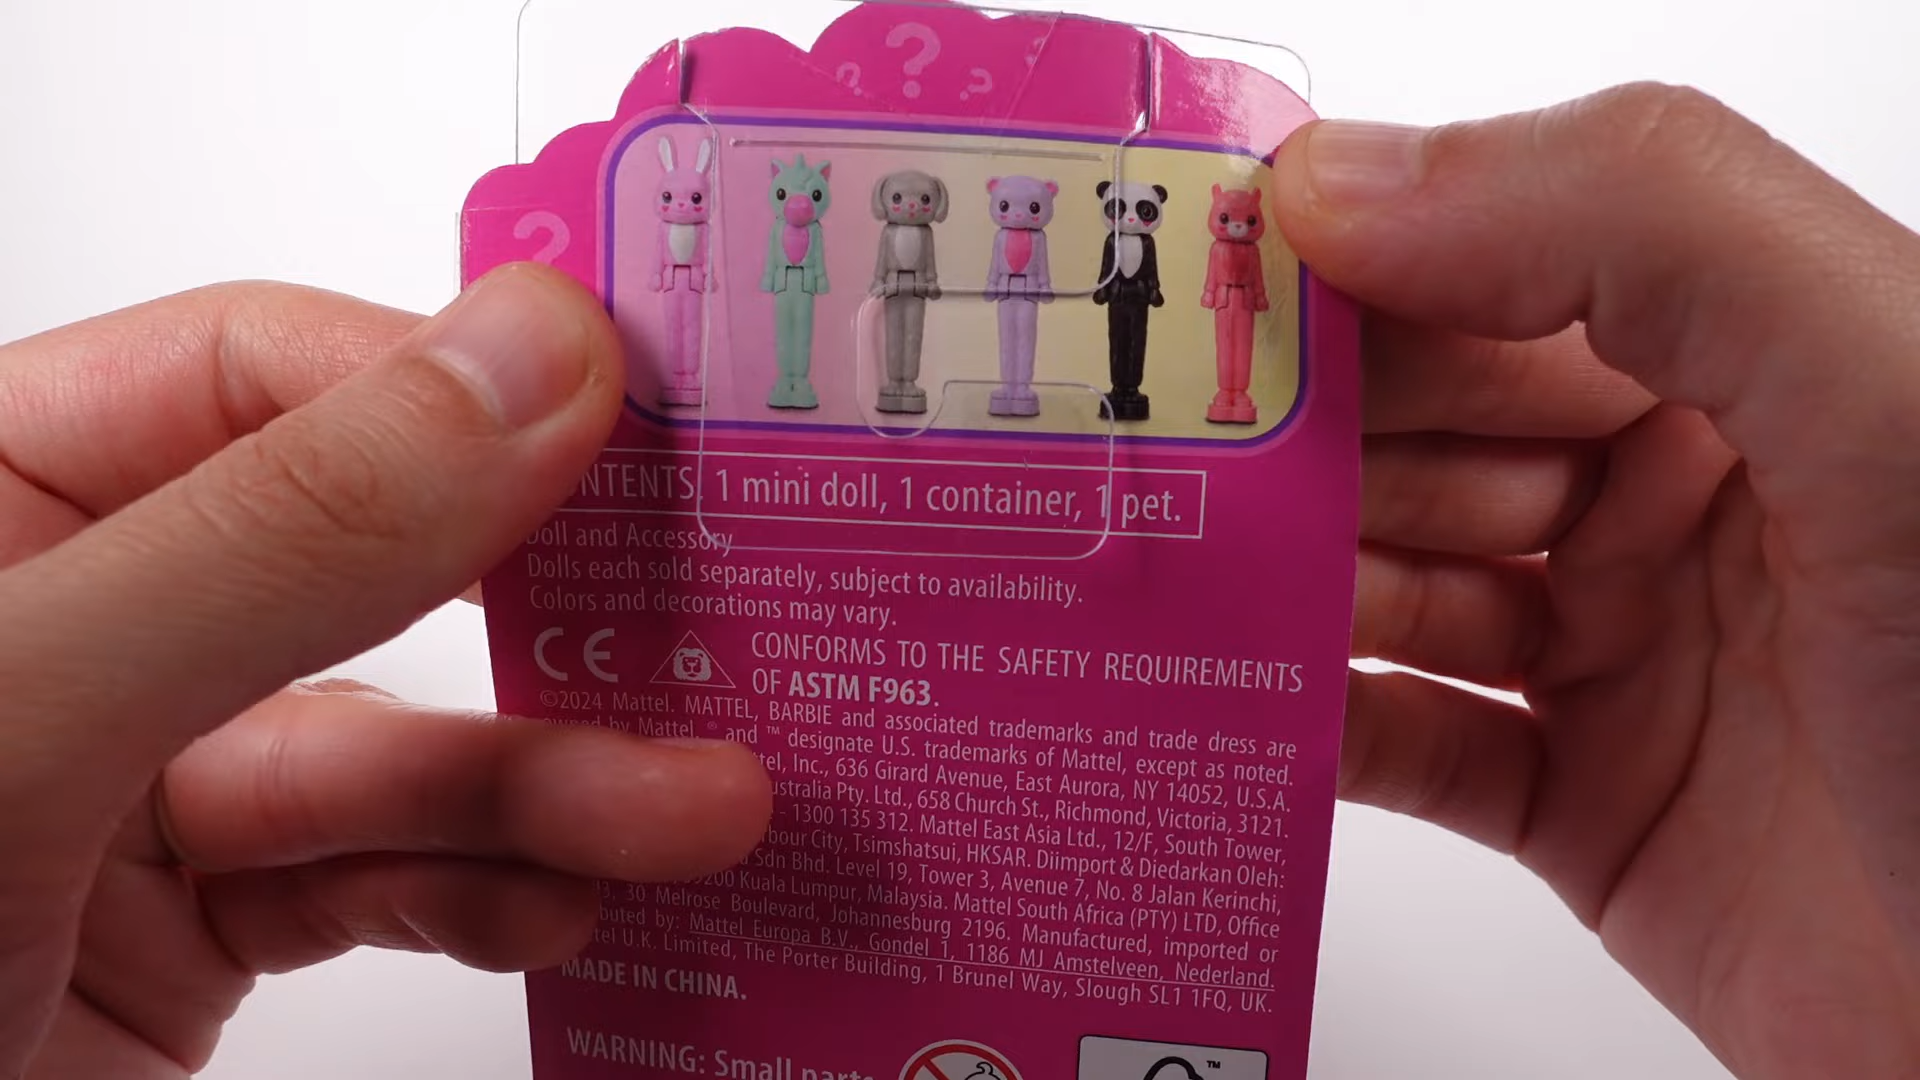 ?
? ? ?
CONTENTS: 1 mini doll, 1 container, 1 pet.
Doll and Accessory
Dolls each sold separately, subject to availability.
Colors and decorations may vary.
CE
CONFORMS TO THE SAFETY REQUIREMENTS
OF ASTM F963.
©2024 Mattel. MATTEL, BARBIE and associated trademarks and trade dress are
owned by Mattel. ® and ™ designate U.S. trademarks of Mattel, except as noted.
Inc., 636 Girard Avenue, East Aurora, NY 14052, U.S.A.
Pty. Ltd., 658 Church St., Richmond, Victoria, 3121.
- 1300 135 312. Mattel East Asia Ltd., 12/F, South Tower,
City, Tsimshatsui, HKSAR. Diimport & Diedarkan Oleh:
Sdn Bhd. Level 19, Tower 3, Avenue 7, No. 8 Jalan Kerinchi,
Kuala Lumpur, Malaysia. Mattel South Africa (PTY) LTD, Office
30 Melrose Boulevard, Johannesburg 2196. Manufactured, imported or
by: Mattel Europa B.V., Gondel 1, 1186 MJ Amstelveen, Nederland.
U.K. Limited, The Porter Building, 1 Brunel Way, Slough SL1 1FQ, UK.
MADE IN CHINA.
WARNING: Small parts
™